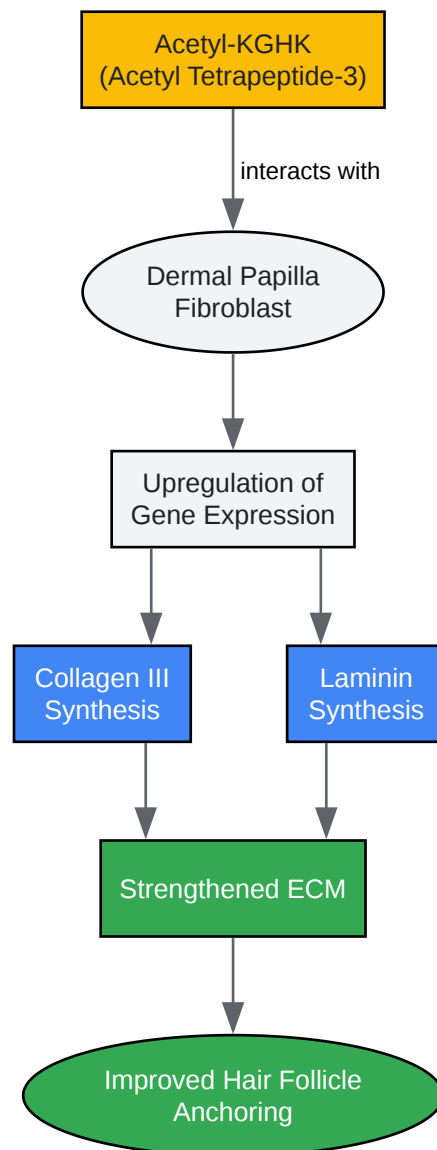 Acetyl-KGHK
(Acetyl Tetrapeptide-3)
interacts with
Dermal Papilla
Fibroblast
Upregulation of
Gene Expression
Collagen III
Synthesis
Laminin
Synthesis
Strengthened ECM
Improved Hair Follicle
Anchoring